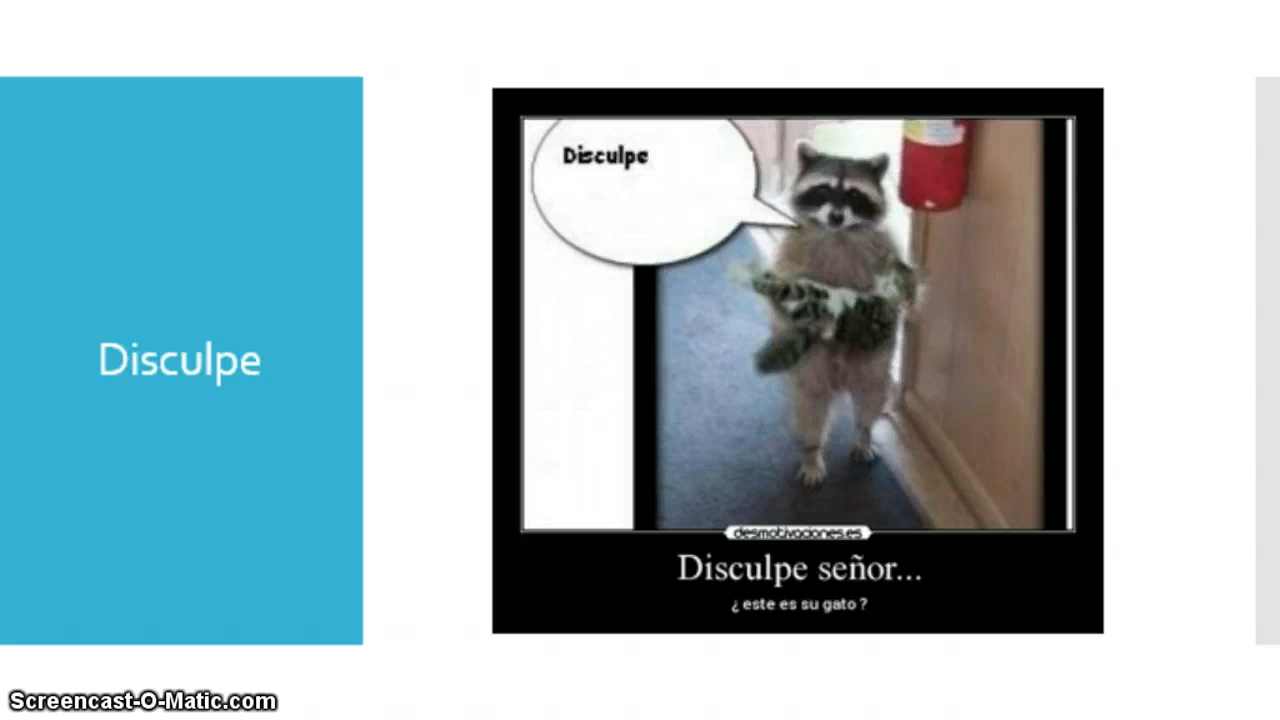 Disculpe
Disculpe
desmotivaciones.es
Disculpe señor...
¿ este es su gato ?
Screencast-O-Matic.com